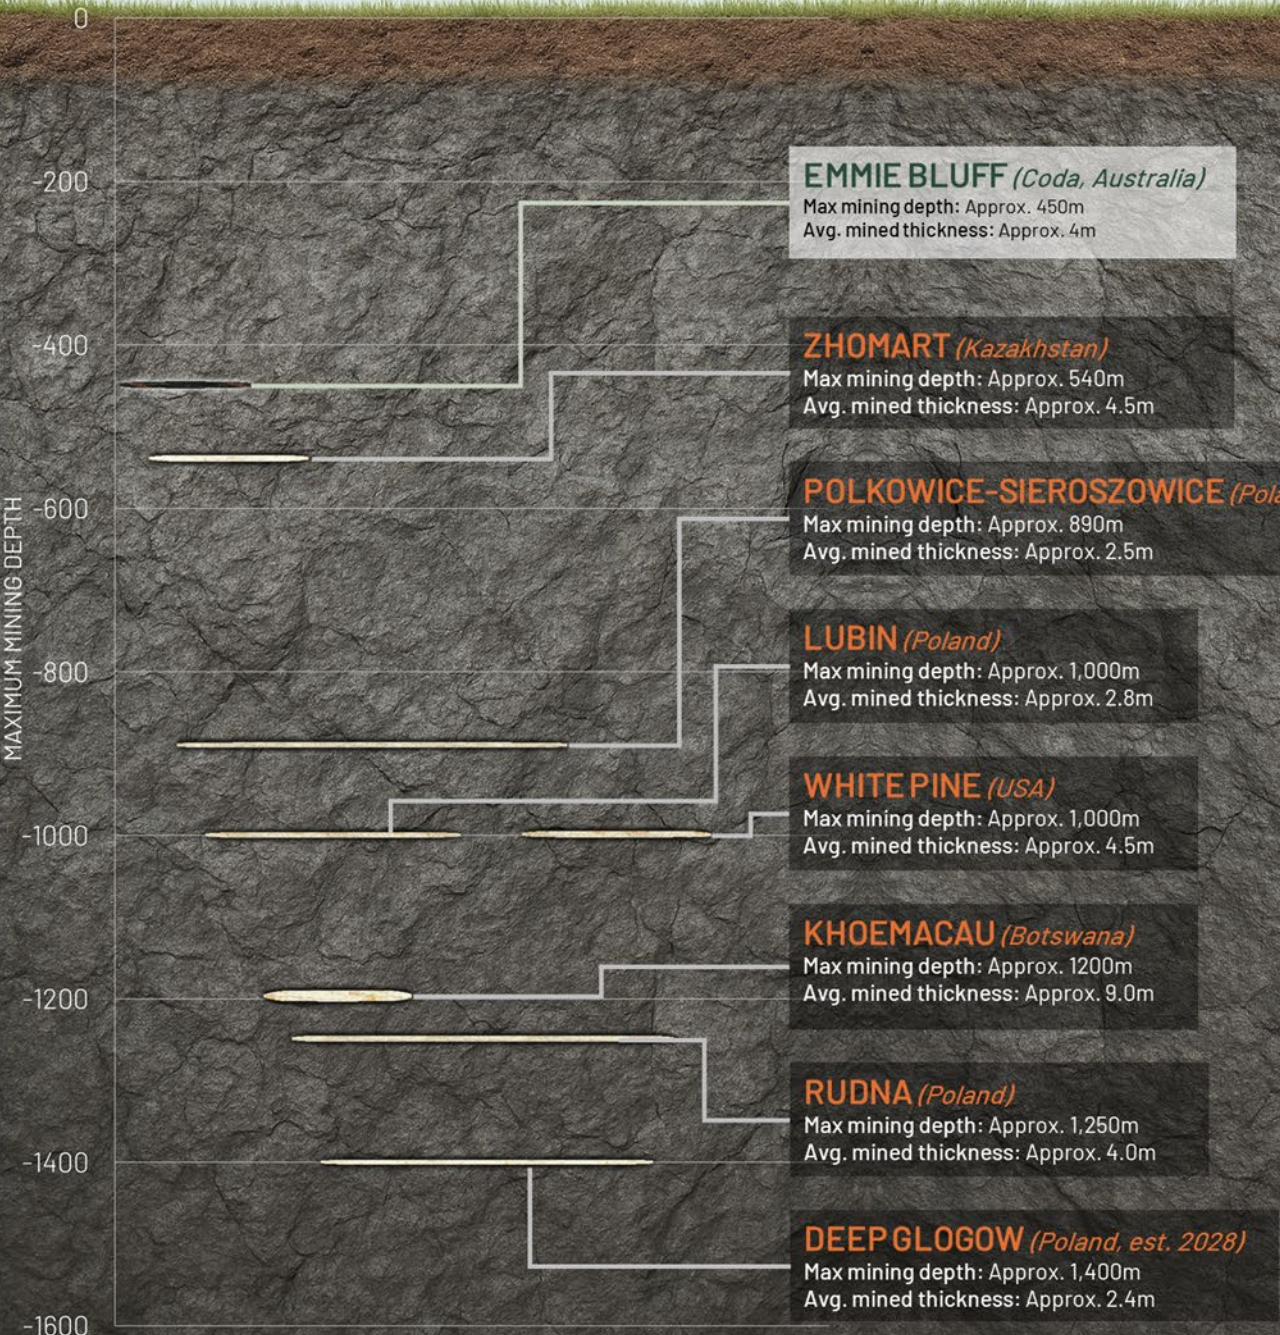 0
-200
-400
-600
-800
-1000
-1200
-1400
-1600
MAXIMUM MINING DEPTH
EMMIE BLUFF (Coda, Australia)
Max mining depth: Approx. 450m
Avg. mined thickness: Approx. 4m
ZHOMART (Kazakhstan)
Max mining depth: Approx. 540m
Avg. mined thickness: Approx. 4.5m
POLKOWICE-SIEROSZOWICE
Max mining depth: Approx. 890m
Avg. mined thickness: Approx. 2.5m
LUBIN (Poland)
Max mining depth: Approx. 1,000m
Avg. mined thickness: Approx. 2.8m
WHITE PINE (USA)
Max mining depth: Approx. 1,000m
Avg. mined thickness: Approx. 4.5m
KHOEMACAU (Botswana)
Max mining depth: Approx. 1200m
Avg. mined thickness: Approx. 9.0m
RUDNA (Poland)
Max mining depth: Approx. 1,250m
Avg. mined thickness: Approx. 4.0m
DEEP GLOGOW (Poland, est. 2028)
Max mining depth: Approx. 1,400m
Avg. mined thickness: Approx. 2.4m